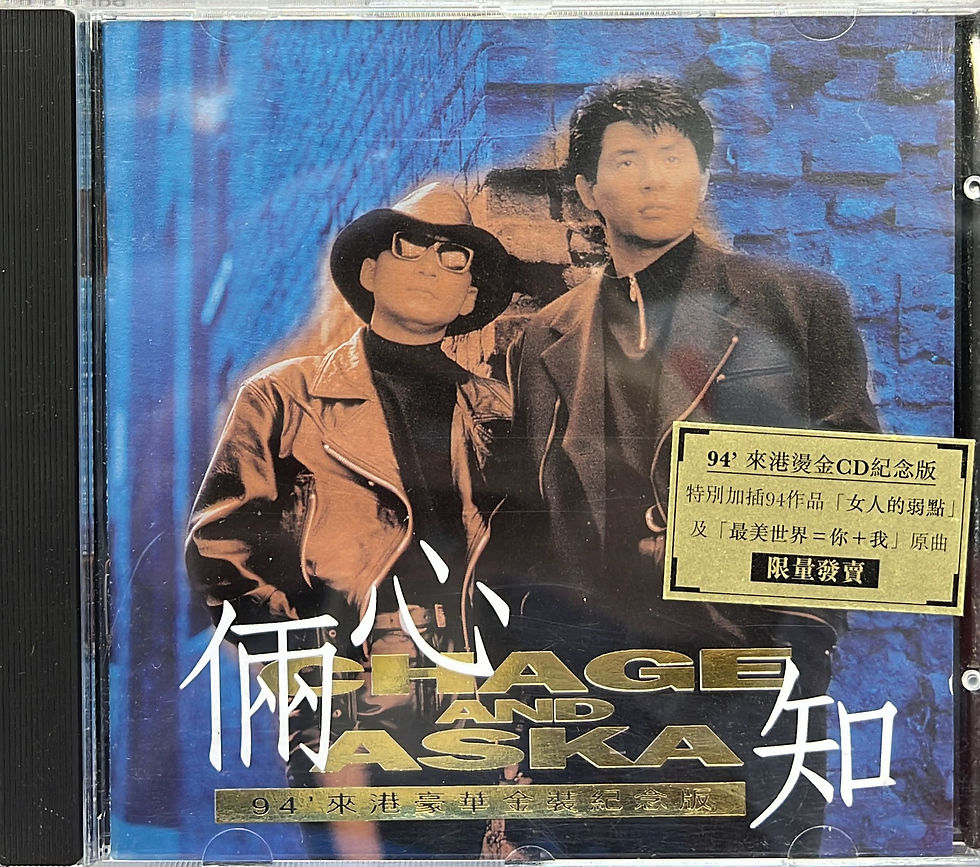 94’ 來港燙金CD紀念版
特別加插94作品「女人的弱點」
及「最美世界=你+我」原曲
限量發賣
倆心知
CHAGE
AND
ASKA
94’來港豪華金裝紀念版